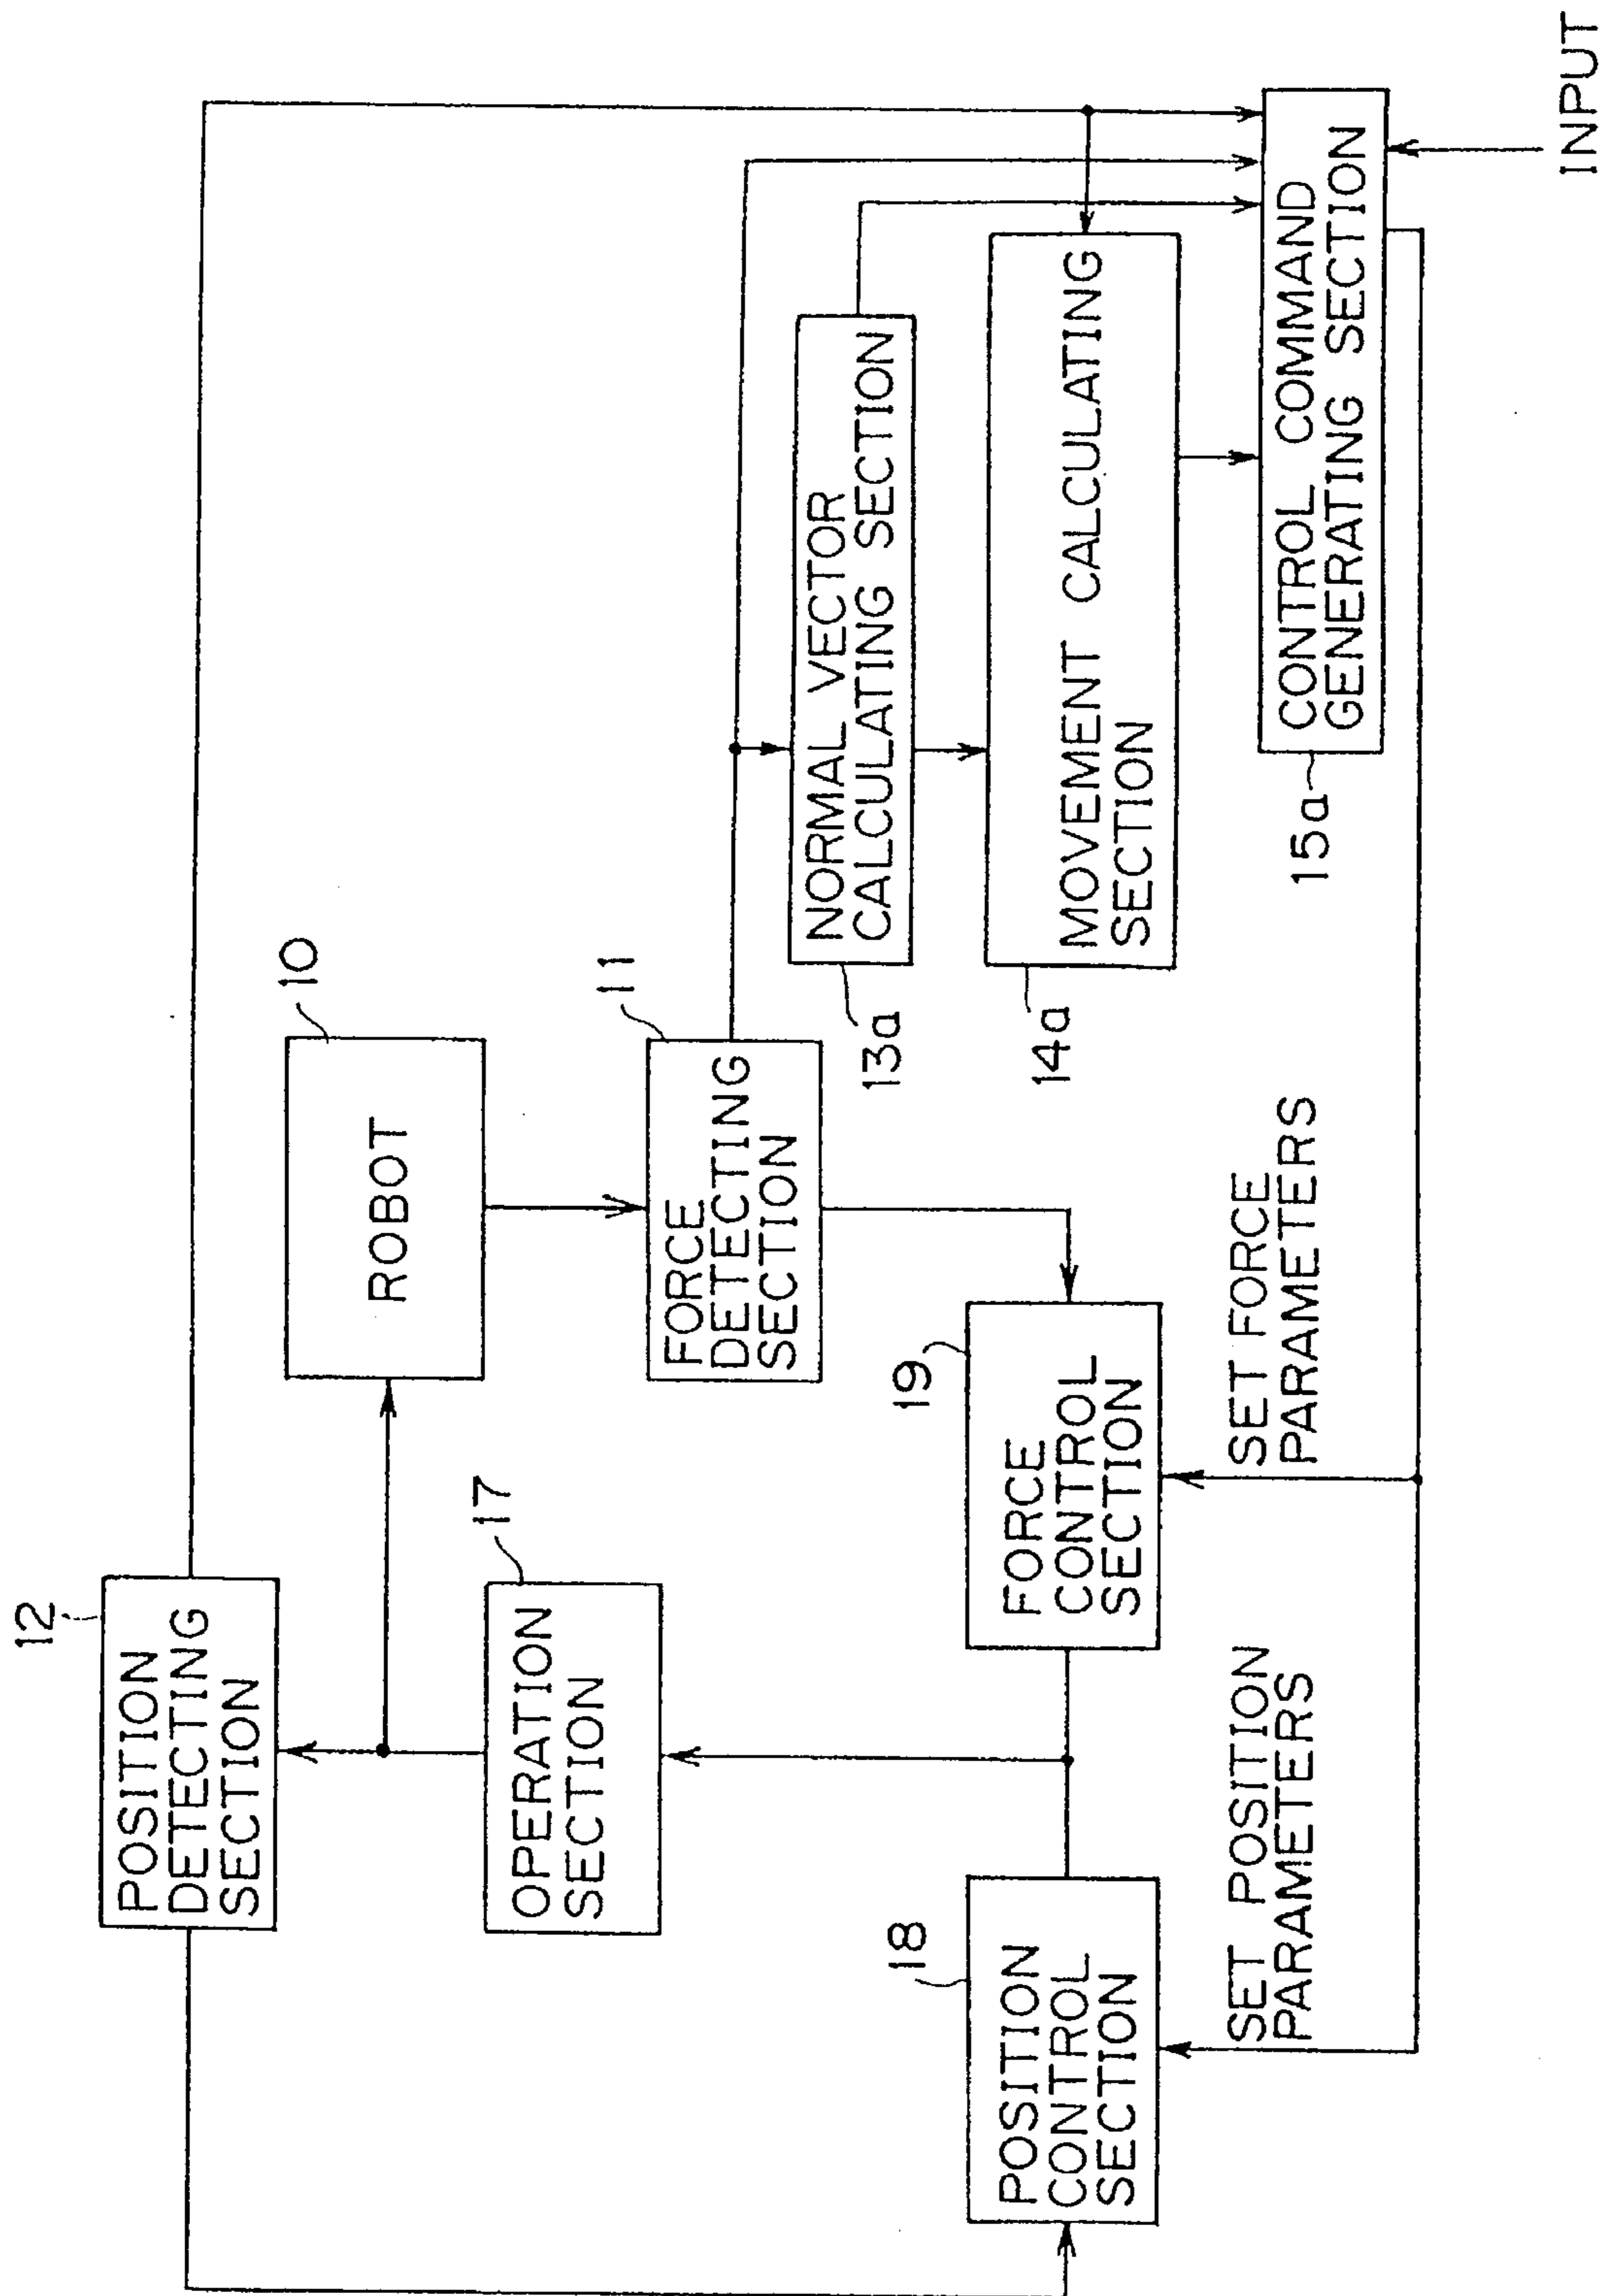 12
POSITION
DETECTING
SECTION
10
ROBOT
17
OPERATION
SECTION
11
FORCE
DETECTING
SECTION
13a
NORMAL VECTOR
CALCULATING SECTION
18
POSITION
CONTROL
SECTION
19
FORCE
CONTROL
SECTION
14a
MOVEMENT CALCULATING
SECTION
SET POSITION
PARAMETERS
SET FORCE
PARAMETERS
15a
CONTROL COMMAND
GENERATING SECTION
INPUT